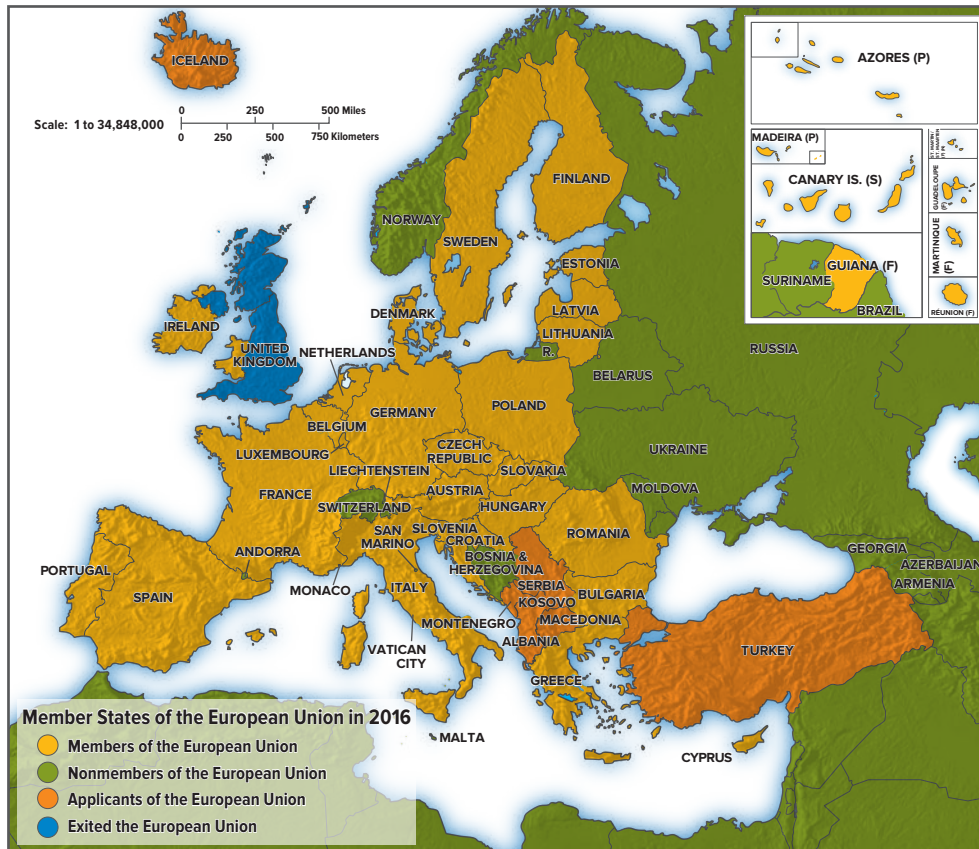 ICELAND
0 250 500 Miles
Scale: 1 to 34,848,000
0 250 500 750 Kilometers
AZORES (P)
MADEIRA (P)
CANARY IS. (S)
GUADELOUPE
(F)
MARTINIQUE
(F)
GUIANA (F)
SURINAME
BRAZIL
RÉUNION (F)
FINLAND
NORWAY
SWEDEN
ESTONIA
LATVIA
LITHUANIA
R.
DENMARK
IRELAND
UNITED
KINGDOM
NETHERLANDS
RUSSIA
BELARUS
POLAND
GERMANY
BELGIUM
LUXEMBOURG
CZECH
REPUBLIC
UKRAINE
LIECHTENSTEIN
SLOVAKIA
AUSTRIA
MOLDOVA
FRANCE
SWITZERLAND
HUNGARY
SLOVENIA
SAN
MARINO
CROATIA
ROMANIA
BOSNIA &
HERZEGOVINA
ANDORRA
GEORGIA
AZERBAIJAN
ARMENIA
PORTUGAL
SPAIN
MONACO
ITALY
SERBIA
KOSOVO
BULGARIA
MONTENEGRO
MACEDONIA
ALBANIA
VATICAN
CITY
TURKEY
GREECE
MALTA
CYPRUS
Member States of the European Union in 2016
Members of the European Union
Nonmembers of the European Union
Applicants of the European Union
Exited the European Union